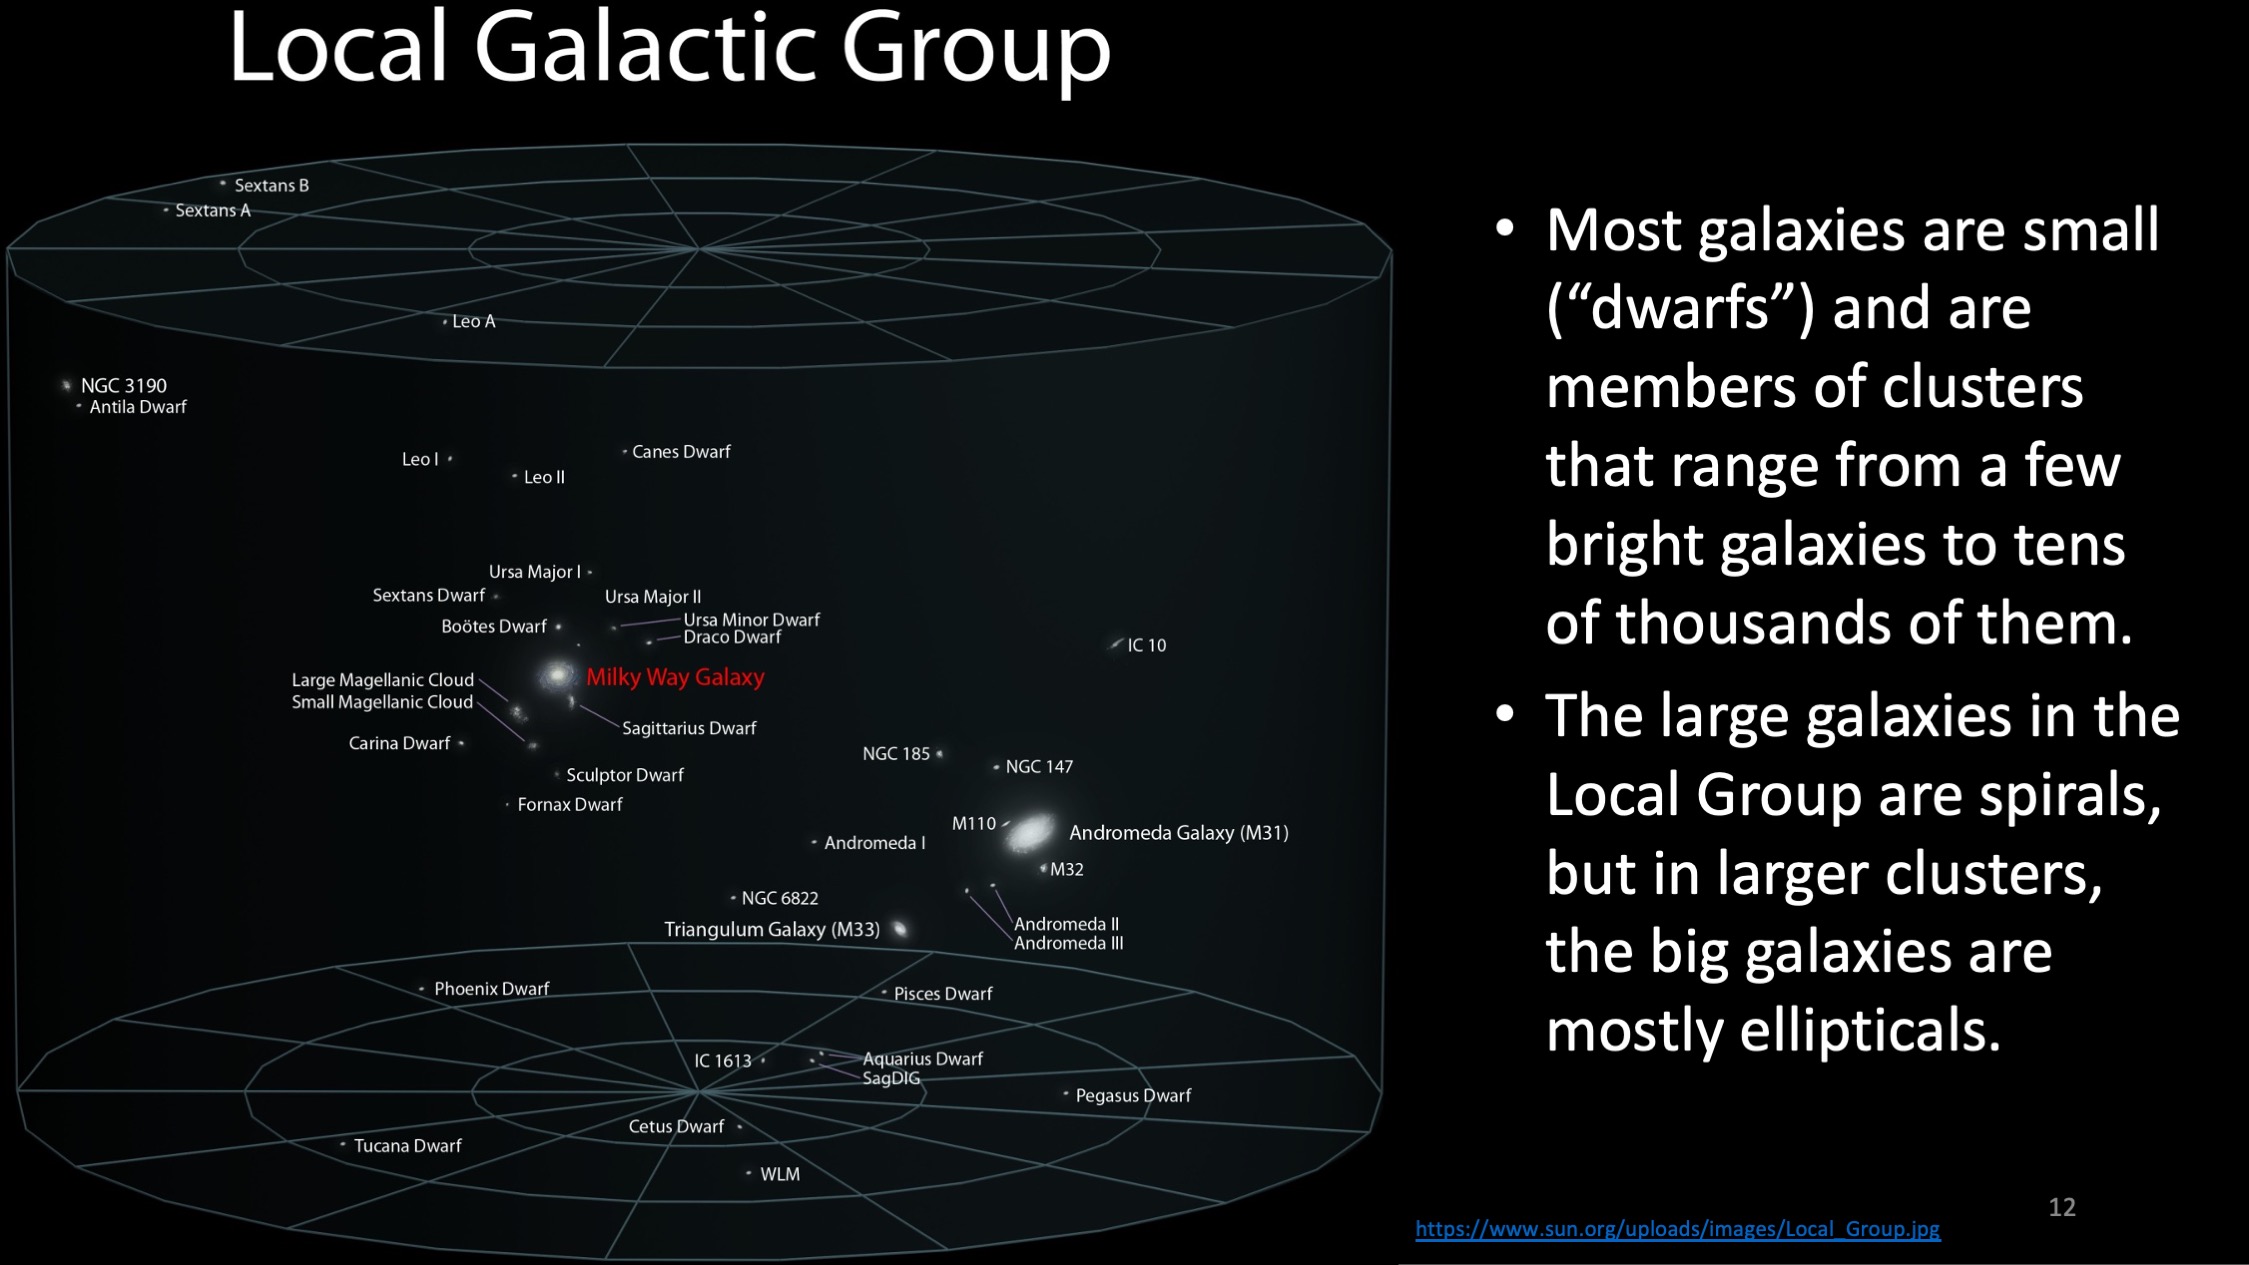 Local Galactic Group
Sextans B
Sextans A
Leo A
NGC 3190
Antila Dwarf
Leo I
Leo II
Canes Dwarf
Ursa Major I
Sextans Dwarf
Ursa Major II
Boötes Dwarf
Ursa Minor Dwarf
Draco Dwarf
IC 10
Milky Way Galaxy
Large Magellanic Cloud
Small Magellanic Cloud
Sagittarius Dwarf
Carina Dwarf
NGC 185
NGC 147
Sculptor Dwarf
Fornax Dwarf
M110
Andromeda Galaxy (M31)
Andromeda I
M32
NGC 6822
Andromeda II
Triangulum Galaxy (M33)
Andromeda III
Phoenix Dwarf
Pisces Dwarf
IC 1613
Aquarius Dwarf
SagDIG
Pegasus Dwarf
Cetus Dwarf
Tucana Dwarf
WLM
• Most galaxies are small
(“dwarfs”) and are
members of clusters
that range from a few
bright galaxies to tens
of thousands of them.
• The large galaxies in the
Local Group are spirals,
but in larger clusters,
the big galaxies are
mostly ellipticals.
12
https://www.sun.org/uploads/images/Local_Group.jpg